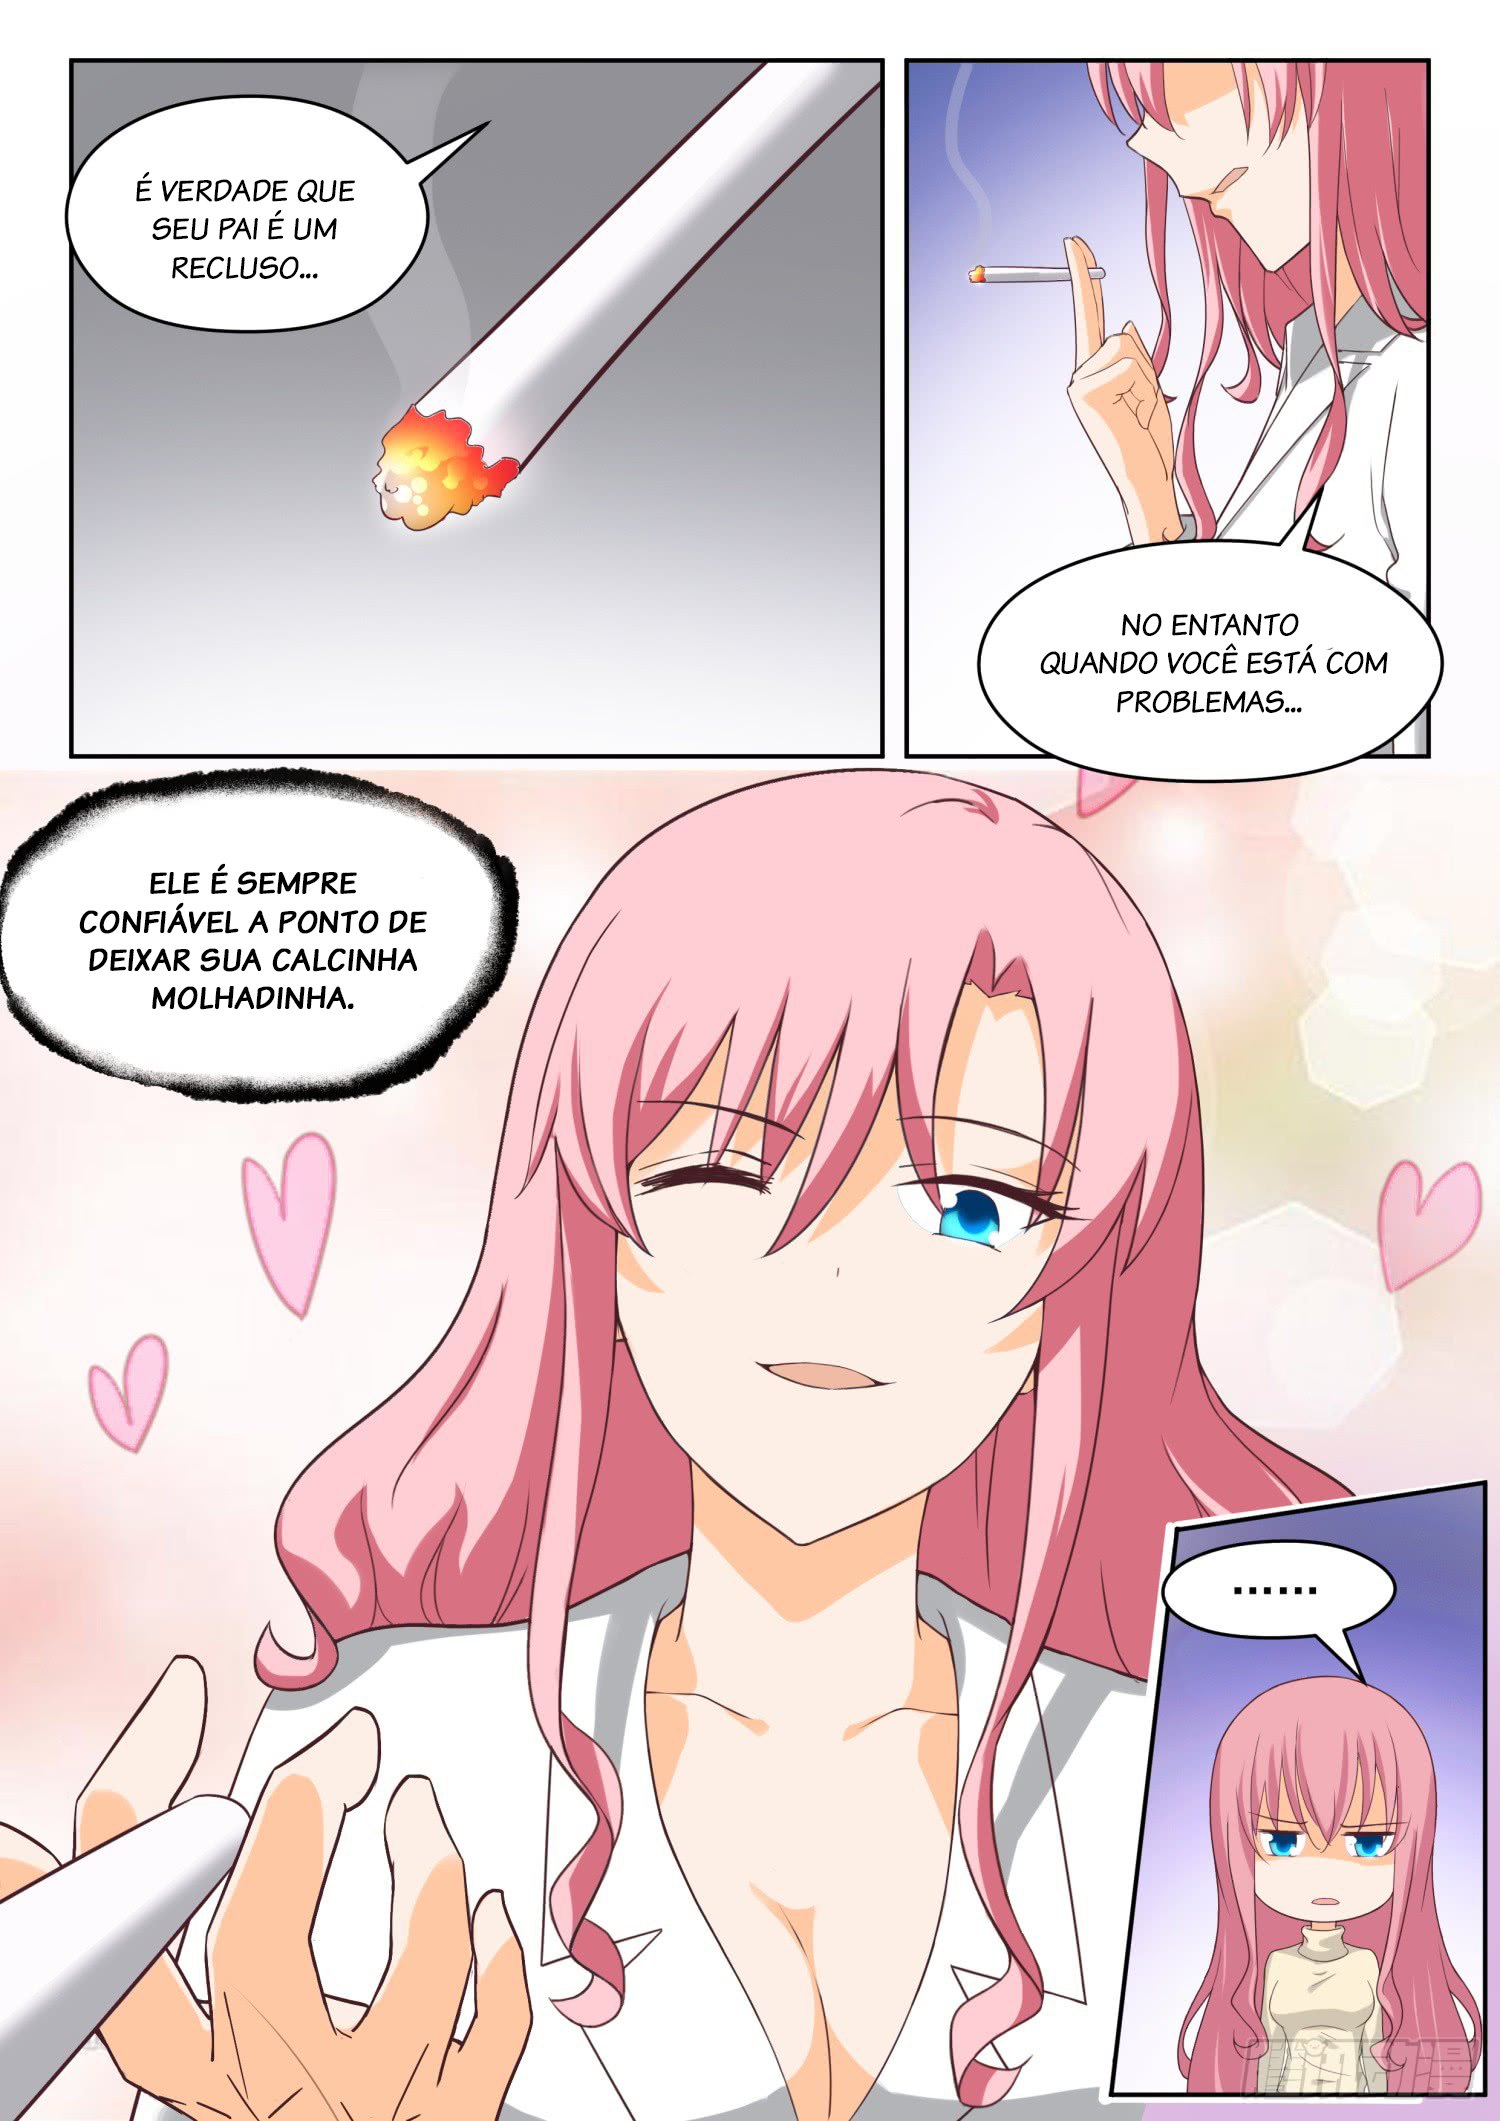 É VERDADE QUE
SEU PAI É UM
RECLUSO...
NO ENTANTO
QUANDO VOCÊ ESTÁ COM
PROBLEMAS...
ELE É SEMPRE
CONFIÁVEL A PONTO DE
DEIXAR SUA CALCINHA
MOLHADINHA.
......